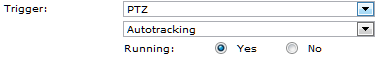 Trigger: PTZ
Autotracking
Running: Yes No